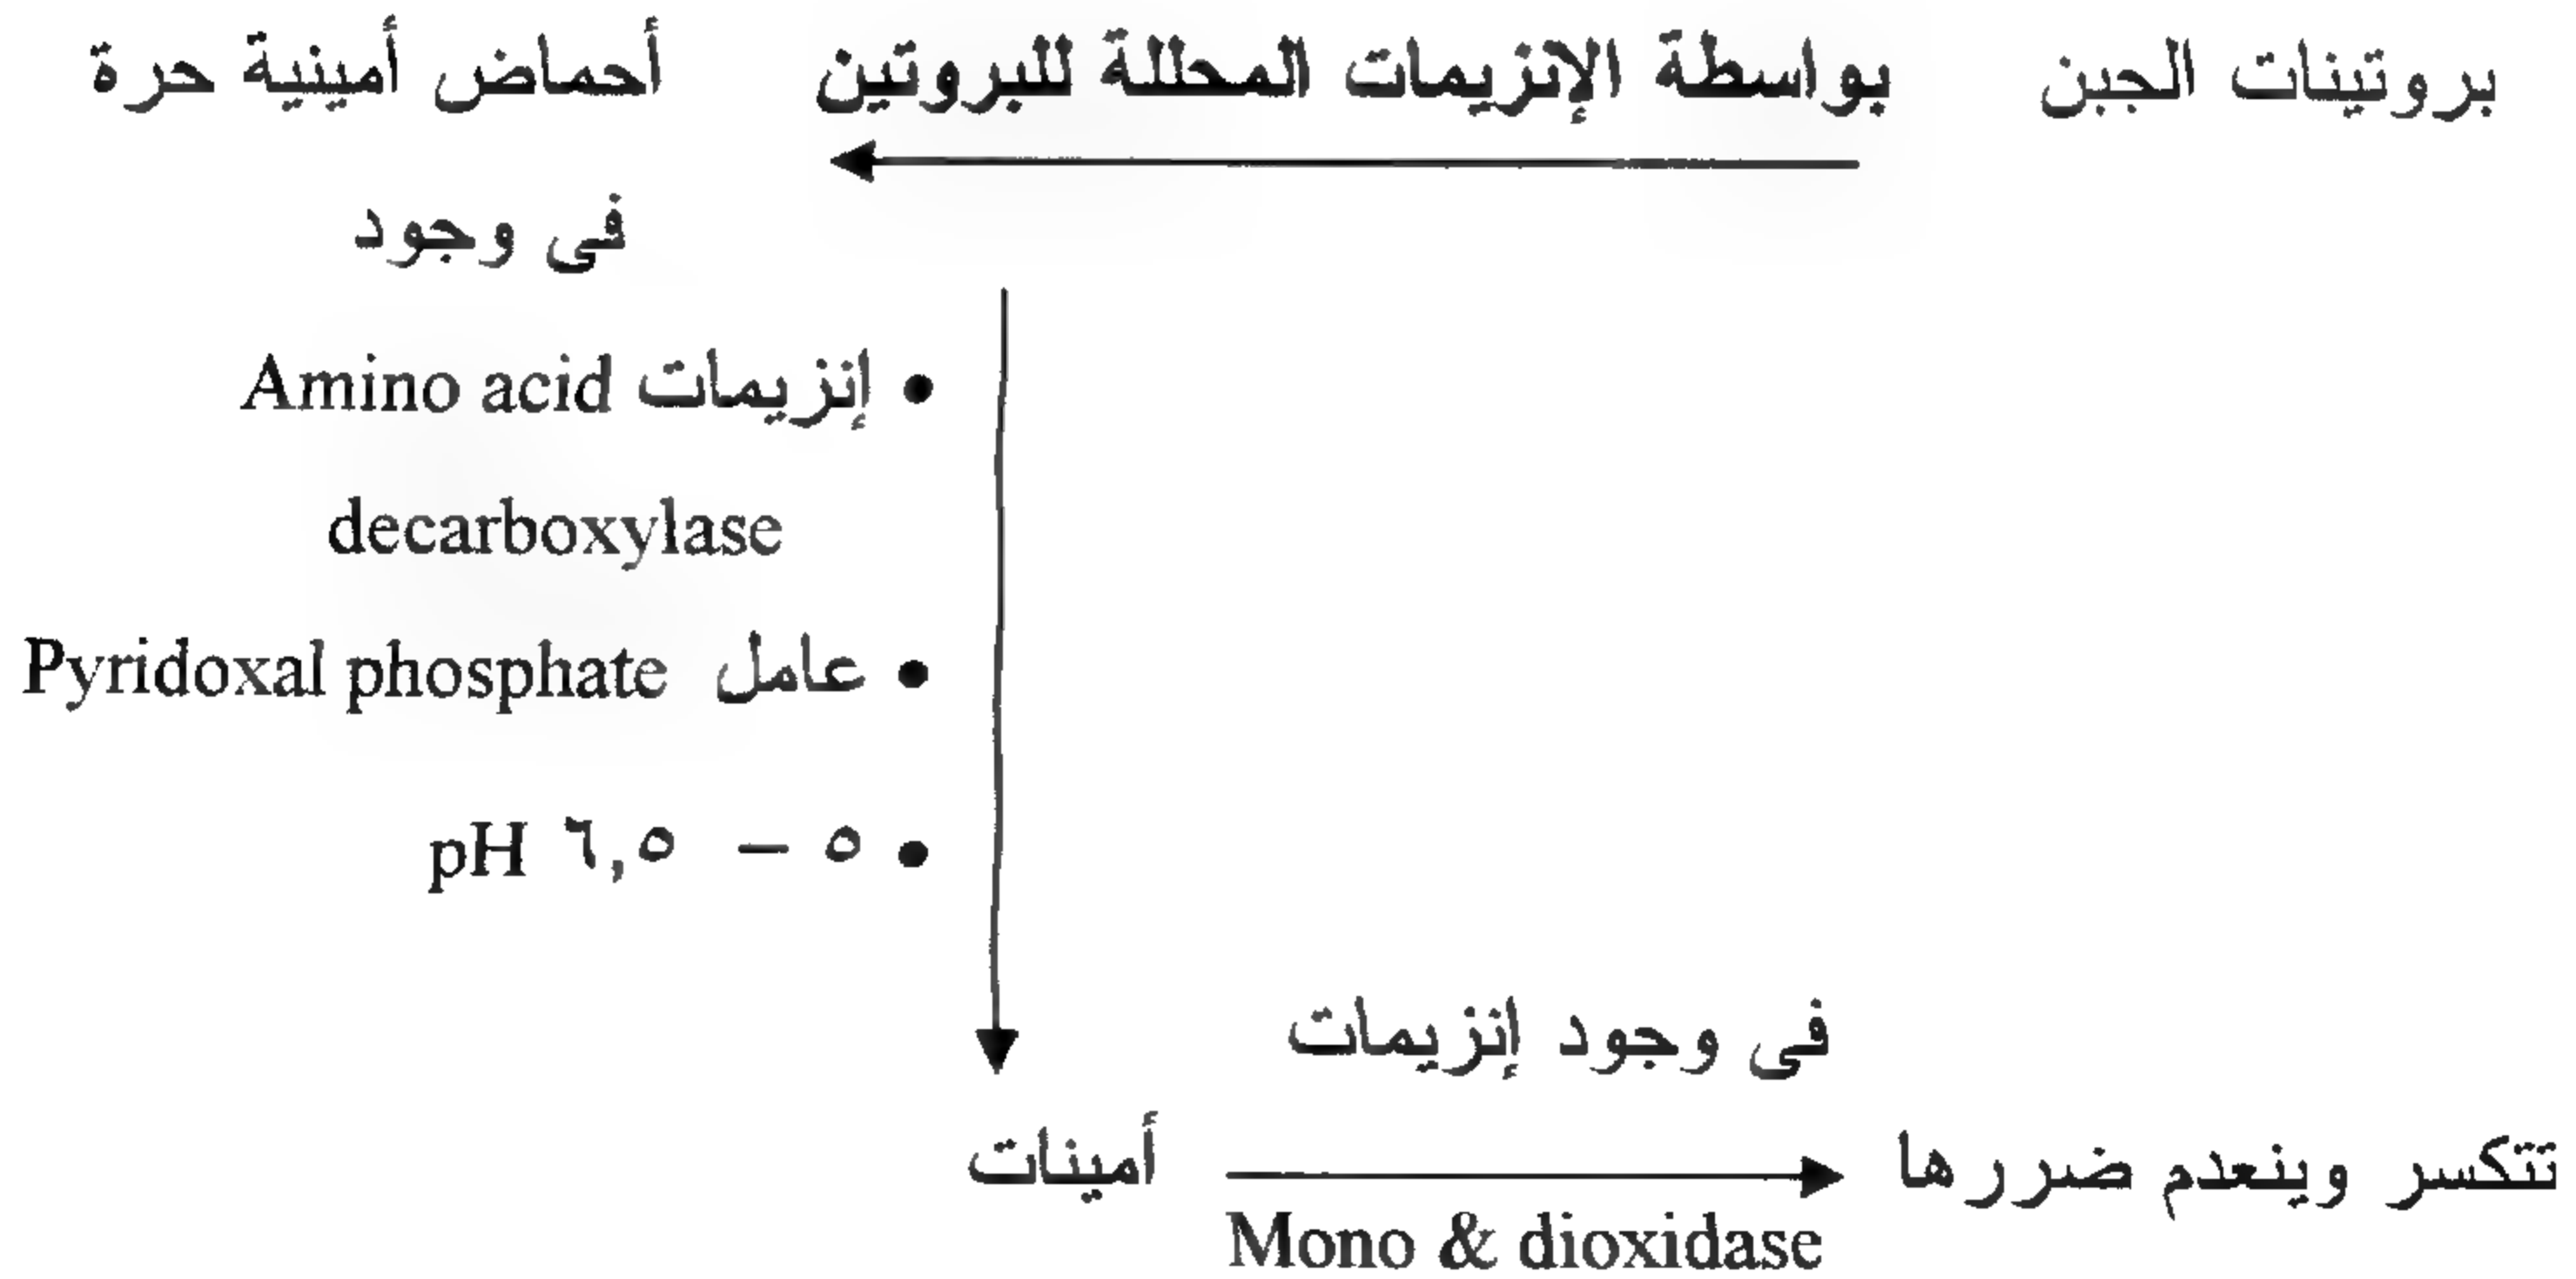 بروتينات الجبن بواسطة الإنزيمات المحللة للبروتين أحماض أمينية حرة
فى وجود
• إنزيمات Amino acid
decarboxylase
• عامل Pyridoxal phosphate
• ٥ – ٦,٥ pH
فى وجود إنزيمات
أمينات تتكسر وينعدم ضررها
Mono & dioxidase